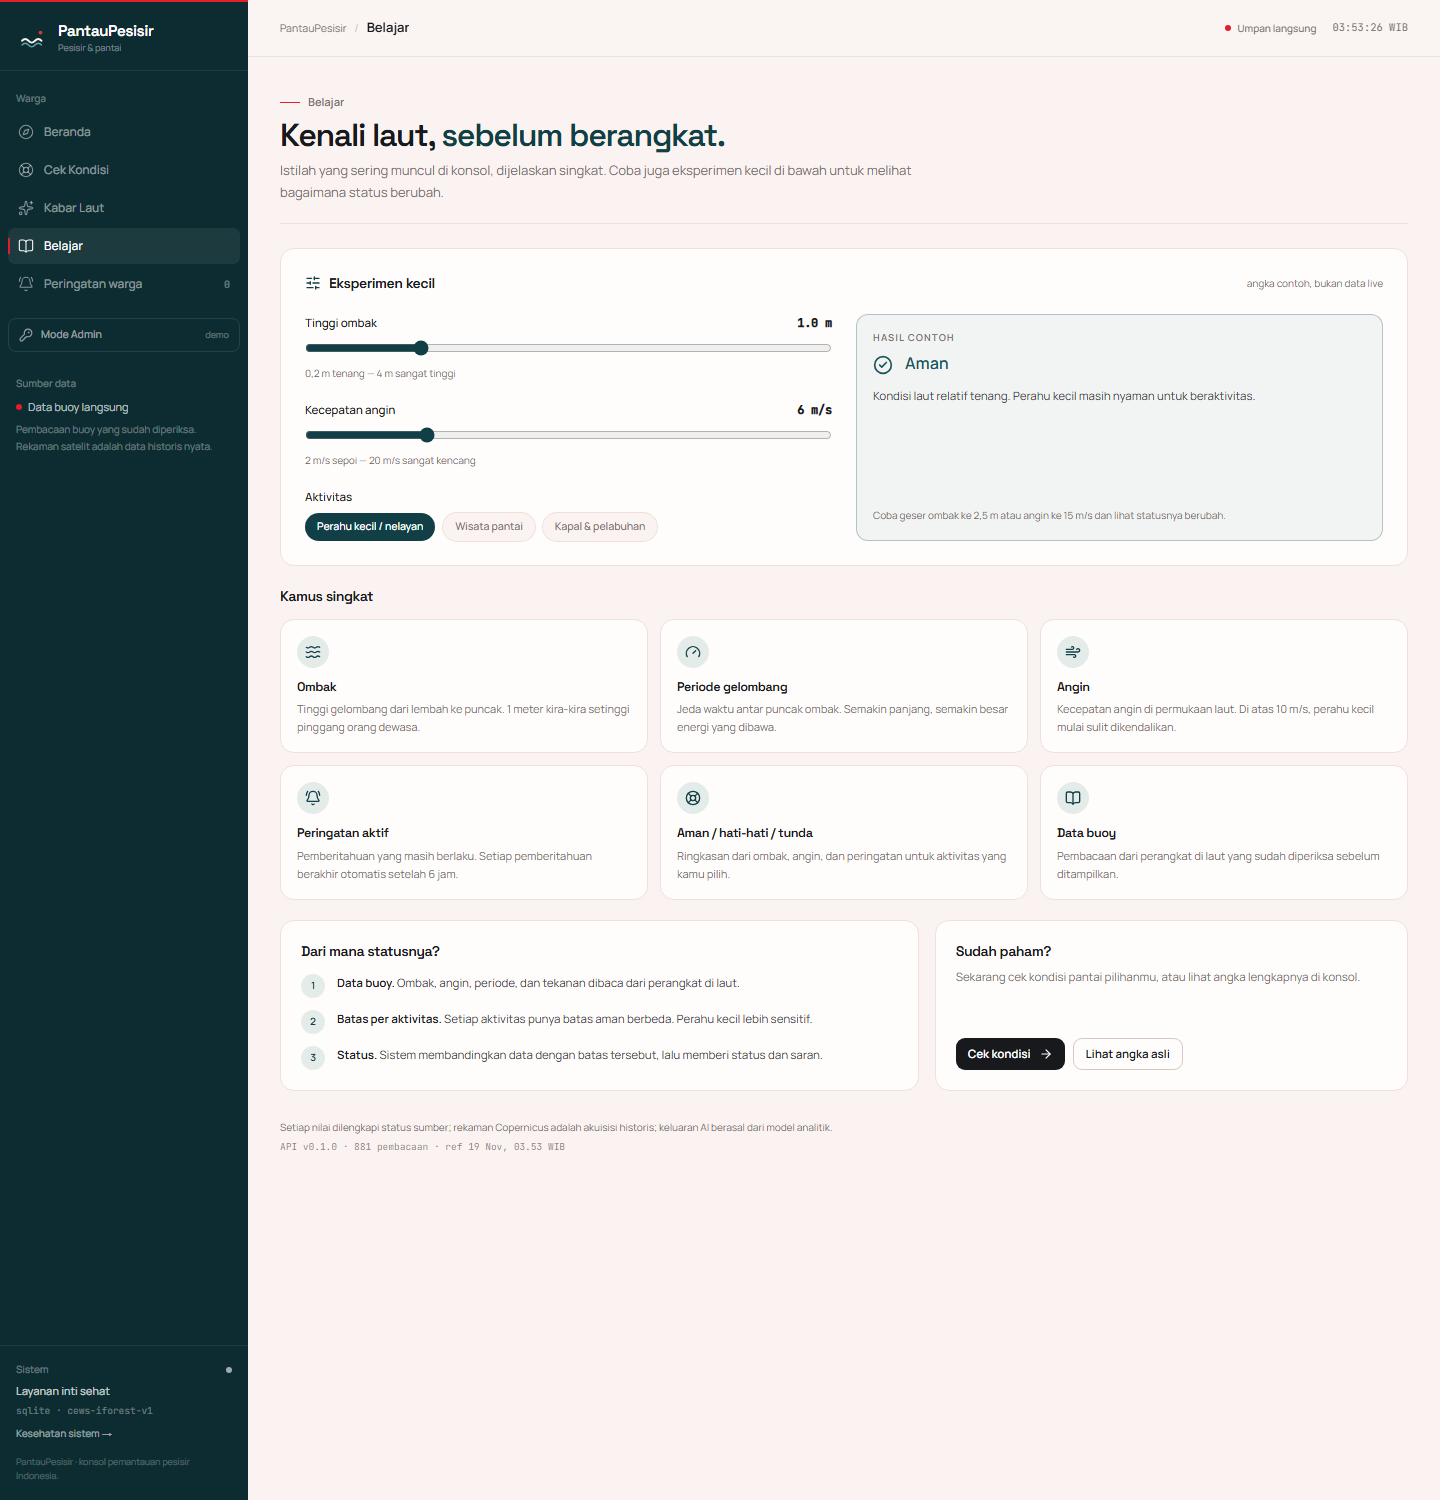 PantauPesisir
Pesisir & pantai
Warga
Beranda
Cek Kondisi
Kabar Laut
Belajar
Peringatan warga 0
Mode Admin demo
Sumber data
Data buoy langsung
Pembacaan buoy yang sudah diperiksa.
Rekaman satelit adalah data historis nyata.
Sistem
Layanan inti sehat
sqlite · cews-iforest-v1
Kesehatan sistem →
PantauPesisir · konsol pemantauan pesisir
Indonesia.
PantauPesisir / Belajar
Umpan langsung 03:53:26 WIB
Belajar
Kenali laut, sebelum berangkat.
Istilah yang sering muncul di konsol, dijelaskan singkat. Coba juga eksperimen kecil di bawah untuk melihat
bagaimana status berubah.
Eksperimen kecil
angka contoh, bukan data live
Tinggi ombak 1.0 m
0,2 m tenang — 4 m sangat tinggi
Kecepatan angin 6 m/s
2 m/s sepoi — 20 m/s sangat kencang
Aktivitas
Perahu kecil / nelayan
Wisata pantai
Kapal & pelabuhan
HASIL CONTOH
Aman
Kondisi laut relatif tenang. Perahu kecil masih nyaman untuk beraktivitas.
Coba geser ombak ke 2,5 m atau angin ke 15 m/s dan lihat statusnya berubah.
Kamus singkat
Ombak
Tinggi gelombang dari lembah ke puncak. 1 meter kira-kira setinggi
pinggang orang dewasa.
Periode gelombang
Jeda waktu antar puncak ombak. Semakin panjang, semakin besar
energi yang dibawa.
Angin
Kecepatan angin di permukaan laut. Di atas 10 m/s, perahu kecil
mulai sulit dikendalikan.
Peringatan aktif
Pemberitahuan yang masih berlaku. Setiap pemberitahuan
berakhir otomatis setelah 6 jam.
Aman / hati-hati / tunda
Ringkasan dari ombak, angin, dan peringatan untuk aktivitas yang
kamu pilih.
Data buoy
Pembacaan dari perangkat di laut yang sudah diperiksa sebelum
ditampilkan.
Dari mana statusnya?
1 Data buoy. Ombak, angin, periode, dan tekanan dibaca dari perangkat di laut.
2 Batas per aktivitas. Setiap aktivitas punya batas aman berbeda. Perahu kecil lebih sensitif.
3 Status. Sistem membandingkan data dengan batas tersebut, lalu memberi status dan saran.
Sudah paham?
Sekarang cek kondisi pantai pilihanmu, atau lihat angka lengkapnya di konsol.
Cek kondisi →
Lihat angka asli
Setiap nilai dilengkapi status sumber; rekaman Copernicus adalah akuisisi historis; keluaran AI berasal dari model analitik.
API v0.1.0 · 881 pembacaan · ref 19 Nov, 03.53 WIB